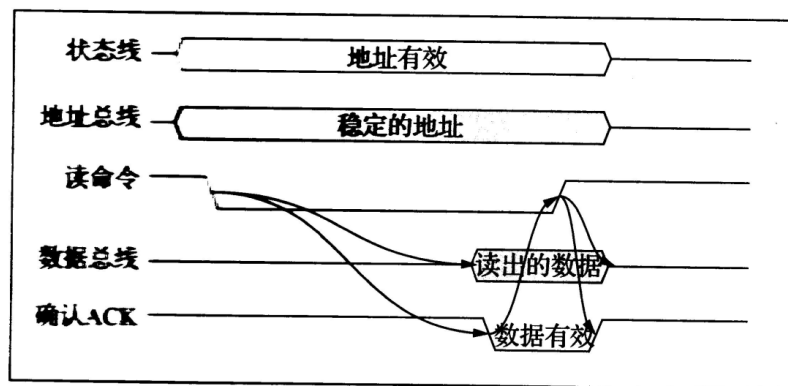 状态线 地址有效
地址总线 稳定的地址
读命令
数据总线 读出的数据
确认ACK 数据有效